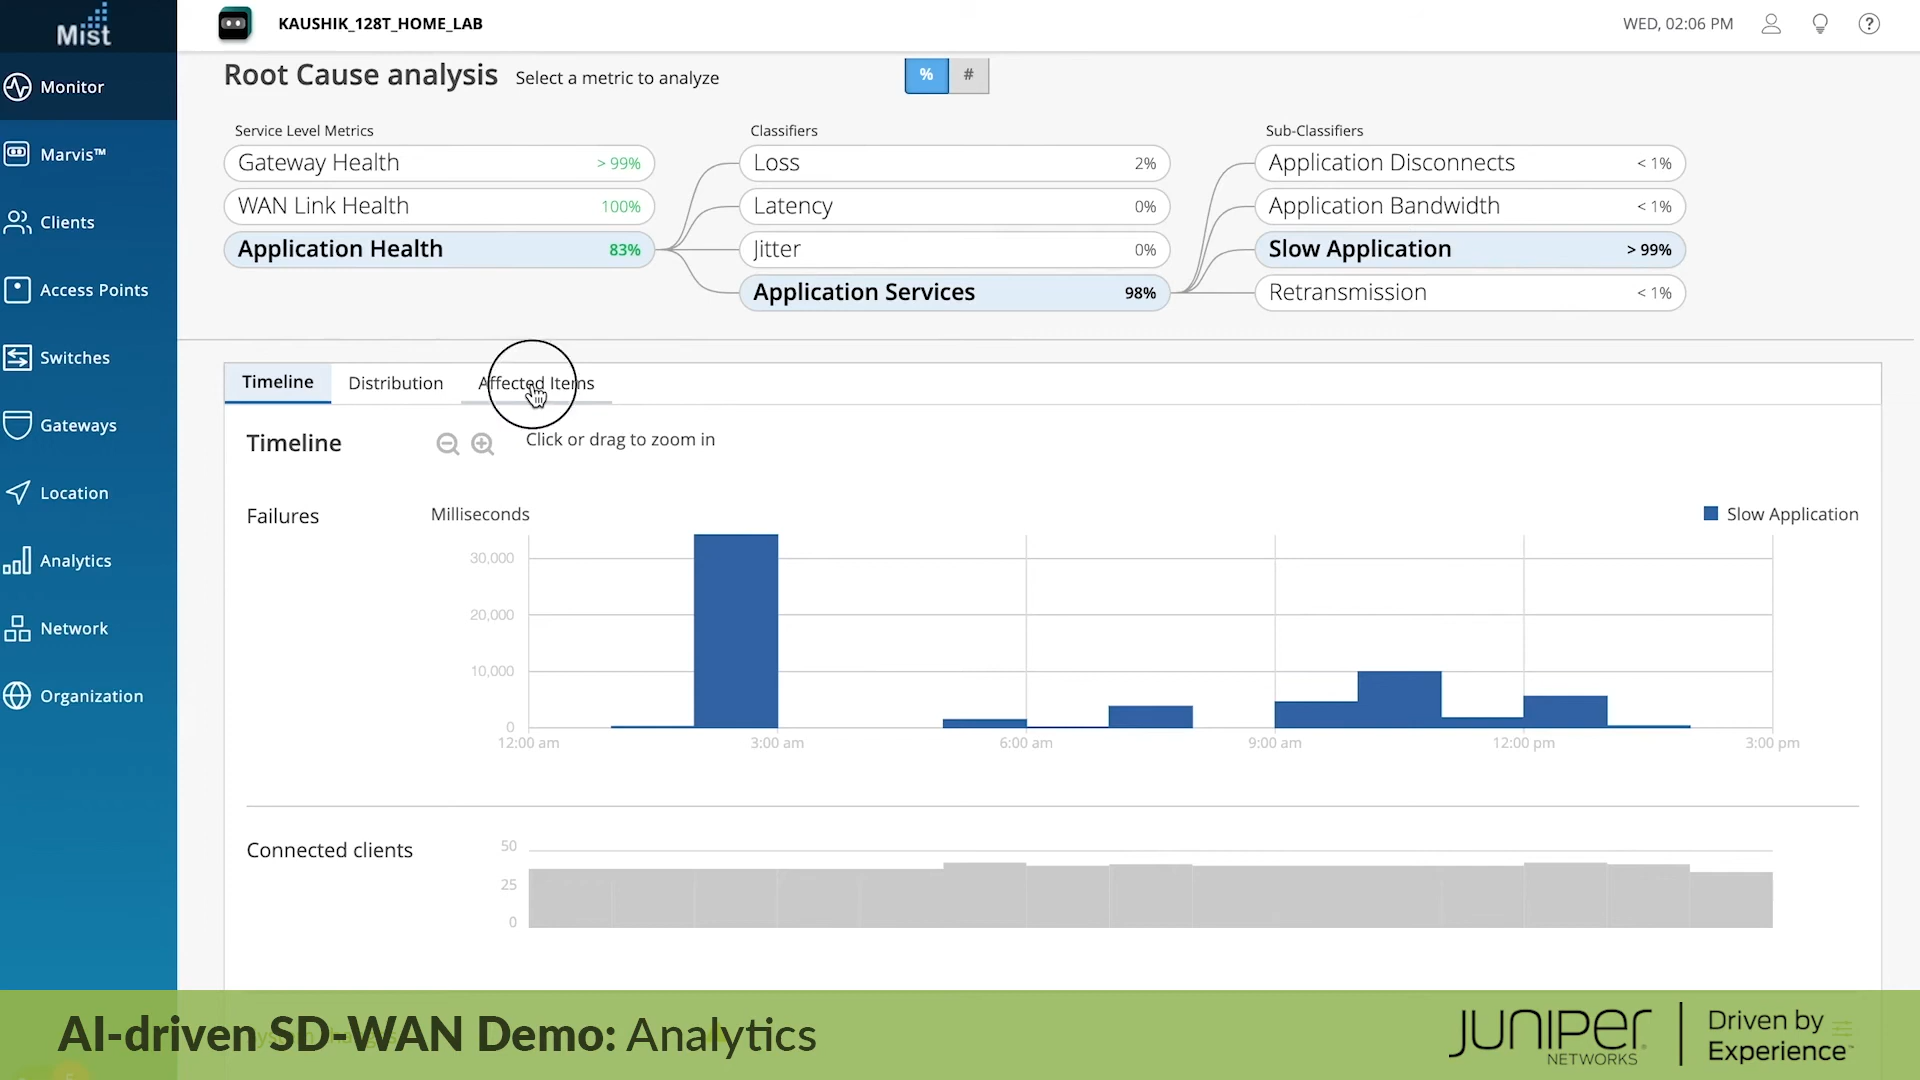 Mist
KAUSHIK_128T_HOME_LAB
WED, 02:06 PM
?
Monitor
Marvis™
Clients
Access Points
Switches
Gateways
Location
Analytics
Network
Organization
Root Cause analysis
Select a metric to analyze
%
#
Service Level Metrics
Gateway Health > 99%
WAN Link Health 100%
Application Health 83%
Classifiers
Loss 2%
Latency 0%
Jitter 0%
Application Services 98%
Sub-Classifiers
Application Disconnects < 1%
Application Bandwidth < 1%
Slow Application > 99%
Retransmission < 1%
Timeline
Distribution
Affected Items
Timeline
Click or drag to zoom in
Failures
Milliseconds
Slow Application
30,000
20,000
10,000
0
12:00 am
3:00 am
6:00 am
9:00 am
12:00 pm
3:00 pm
Connected clients
50
25
0
AI-driven SD-WAN Demo: Analytics
JUNIPER
NETWORKS
Driven by
Experience™